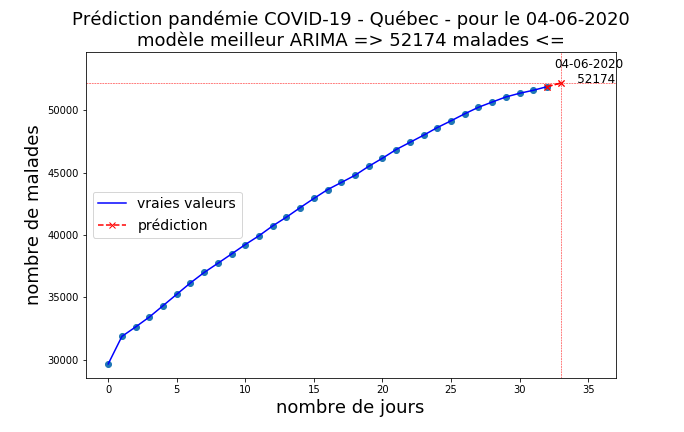 Prédiction pandémie COVID-19 - Québec - pour le 04-06-2020
modèle meilleur ARIMA => 52174 malades <=
04-06-2020
52174
50000
45000
40000
35000
30000
nombre de malades
vraies valeurs
prédiction
0 5 10 15 20 25 30 35
nombre de jours